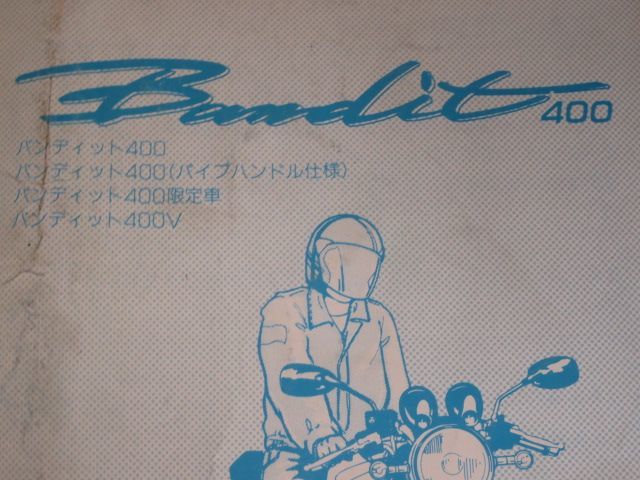 Bandit 400
バンディット400
バンディット400(パイプハンドル仕様)
バンディット400限定車
バンディット400V